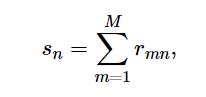 $s_n = \sum_{m=1}^{M} r_{mn},$